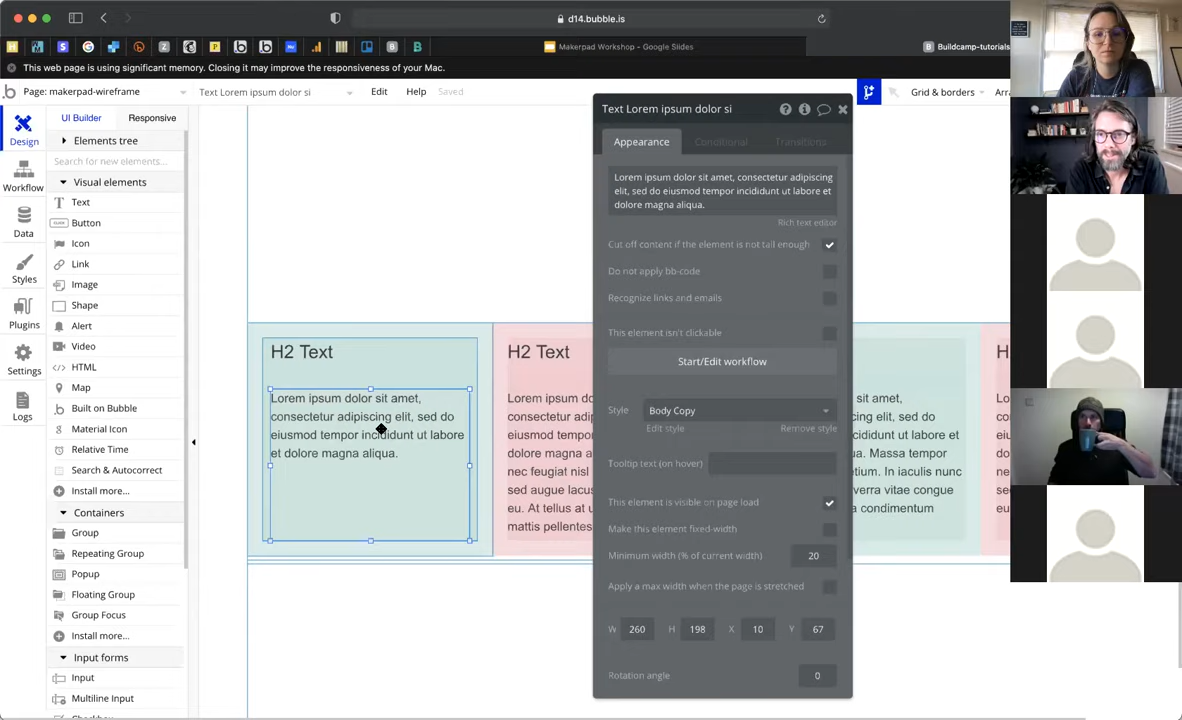 d14.bubble.is
Makerpad Workshop – Google Slides
Buildcamp-tutorials
This web page is using significant memory. Closing it may improve the responsiveness of your Mac.
Page: makerpad-wireframe
Text Lorem ipsum dolor si
Edit
Help
Saved
Grid & borders
Design
Workflow
Data
Styles
Plugins
Settings
Logs
UI Builder
Responsive
Elements tree
Search for new elements...
Visual elements
Text
Button
Icon
Link
Image
Shape
Alert
Video
HTML
Map
Built on Bubble
Material Icon
Relative Time
Search & Autocorrect
Install more...
Containers
Group
Repeating Group
Popup
Floating Group
Group Focus
Install more...
Input forms
Input
Multiline Input
H2 Text
Lorem ipsum dolor sit amet,
consectetur adipiscing elit, sed do
eiusmod tempor incididunt ut labore
et dolore magna aliqua.
H2 Text
Lorem ipsum do
consectetur adip
eiusmod tempor
dolore magna
nec feugiat nisl
sed augue lacus
eu. At tellus at u
mattis pellentes
Text Lorem ipsum dolor si
Appearance
Conditional
Transitions
Lorem ipsum dolor sit amet, consectetur adipiscing
elit, sed do eiusmod tempor incididunt ut labore et
dolore magna aliqua.
Rich text editor
Cut off content if the element is not tall enough
Do not apply bb-code
Recognize links and emails
This element isn't clickable
Start/Edit workflow
Style
Body Copy
Edit style
Remove style
Tooltip text (on hover)
This element is visible on page load
Make this element fixed-width
Minimum width (% of current width)
20
Apply a max width when the page is stretched
W 260 H 198 X 10 Y 67
Rotation angle
0
sit amet,
g elit, sed do
cididunt ut labore
liqua. Massa tempor
In iaculis nunc
verra vitae congue
a condimentum
H